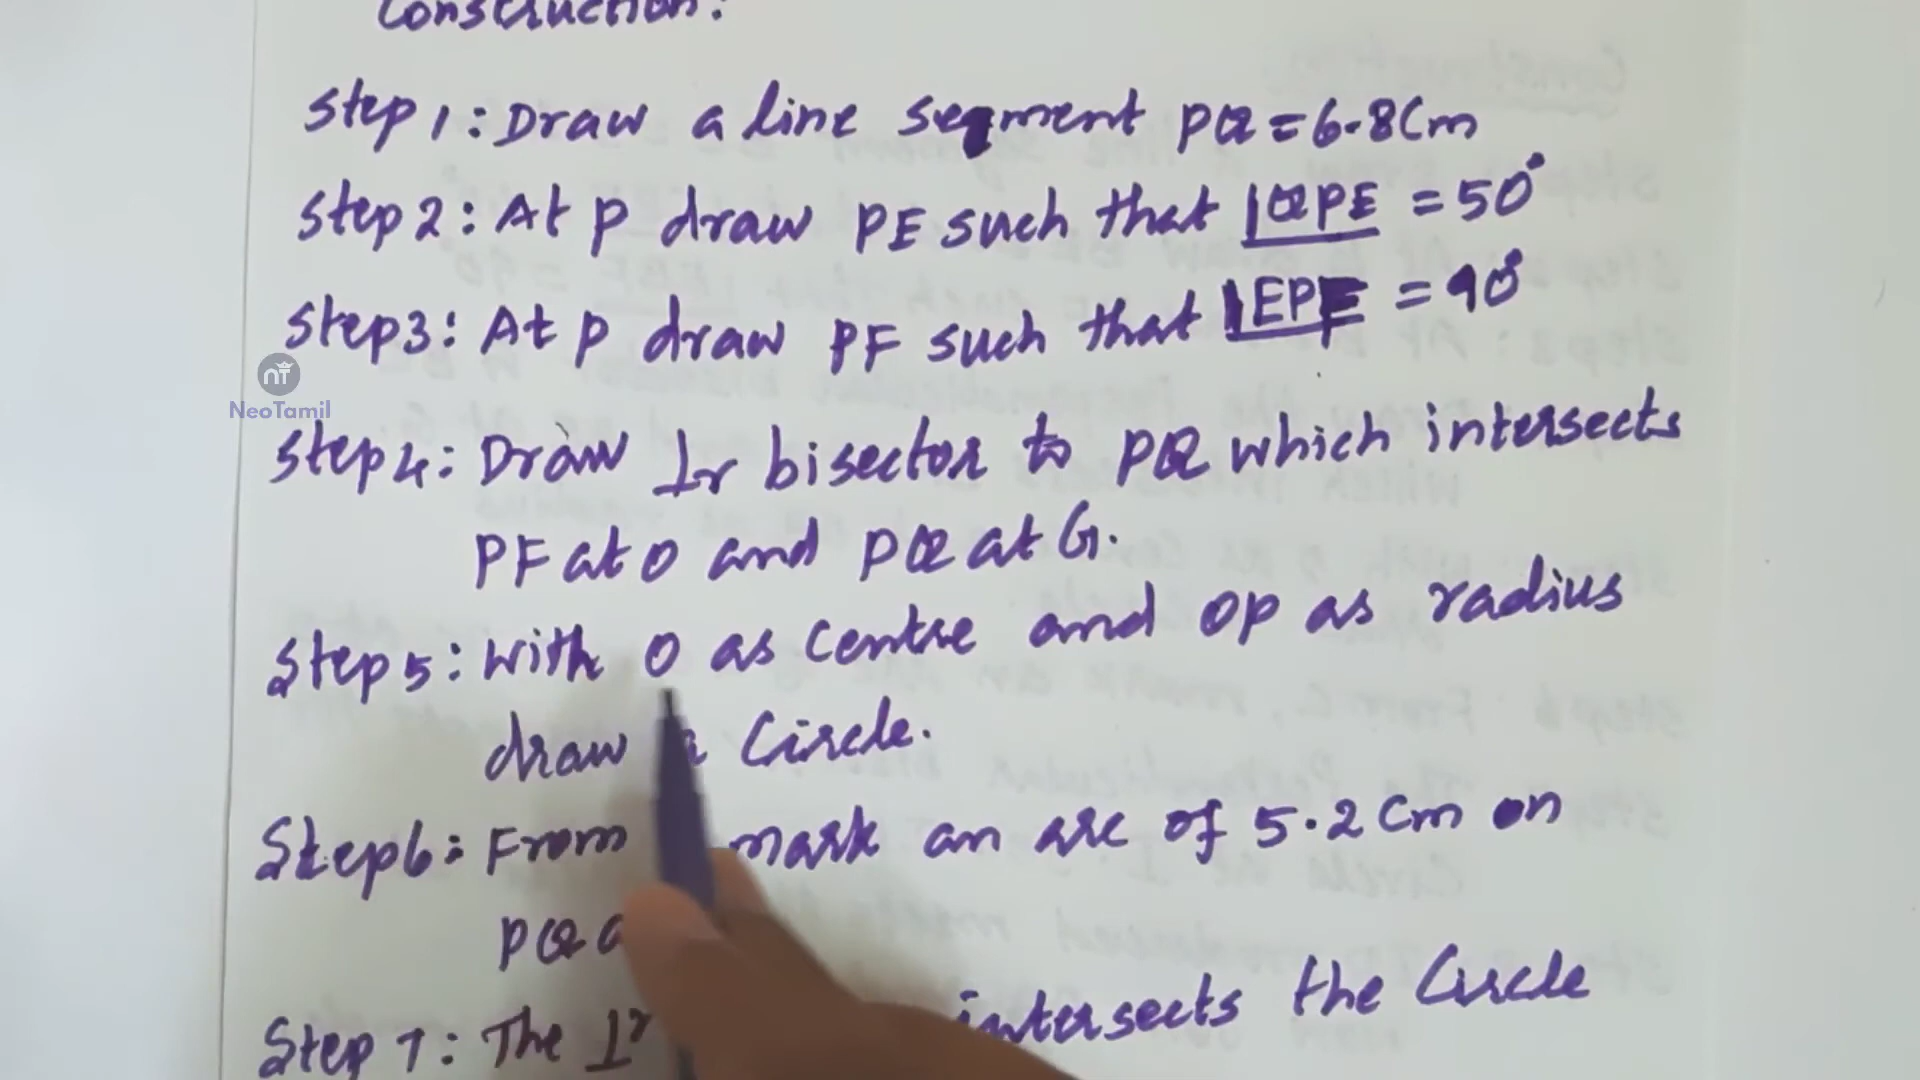 Construction:
Step 1: Draw a line segment PQ = 6.8 Cm
Step 2: At P draw PE such that ∠QPE = 50°
Step 3: At P draw PF such that ∠EPF = 90°
NT
NeoTamil
Step 4: Draw ⊥r bisector to PQ which intersects
PF at O and PQ at G.
Step 5: With O as Centre and OP as radius
draw a Circle.
Step 6: From mark an arc of 5.2 Cm on
PQ
Step 7: The ⊥r intersects the Circle